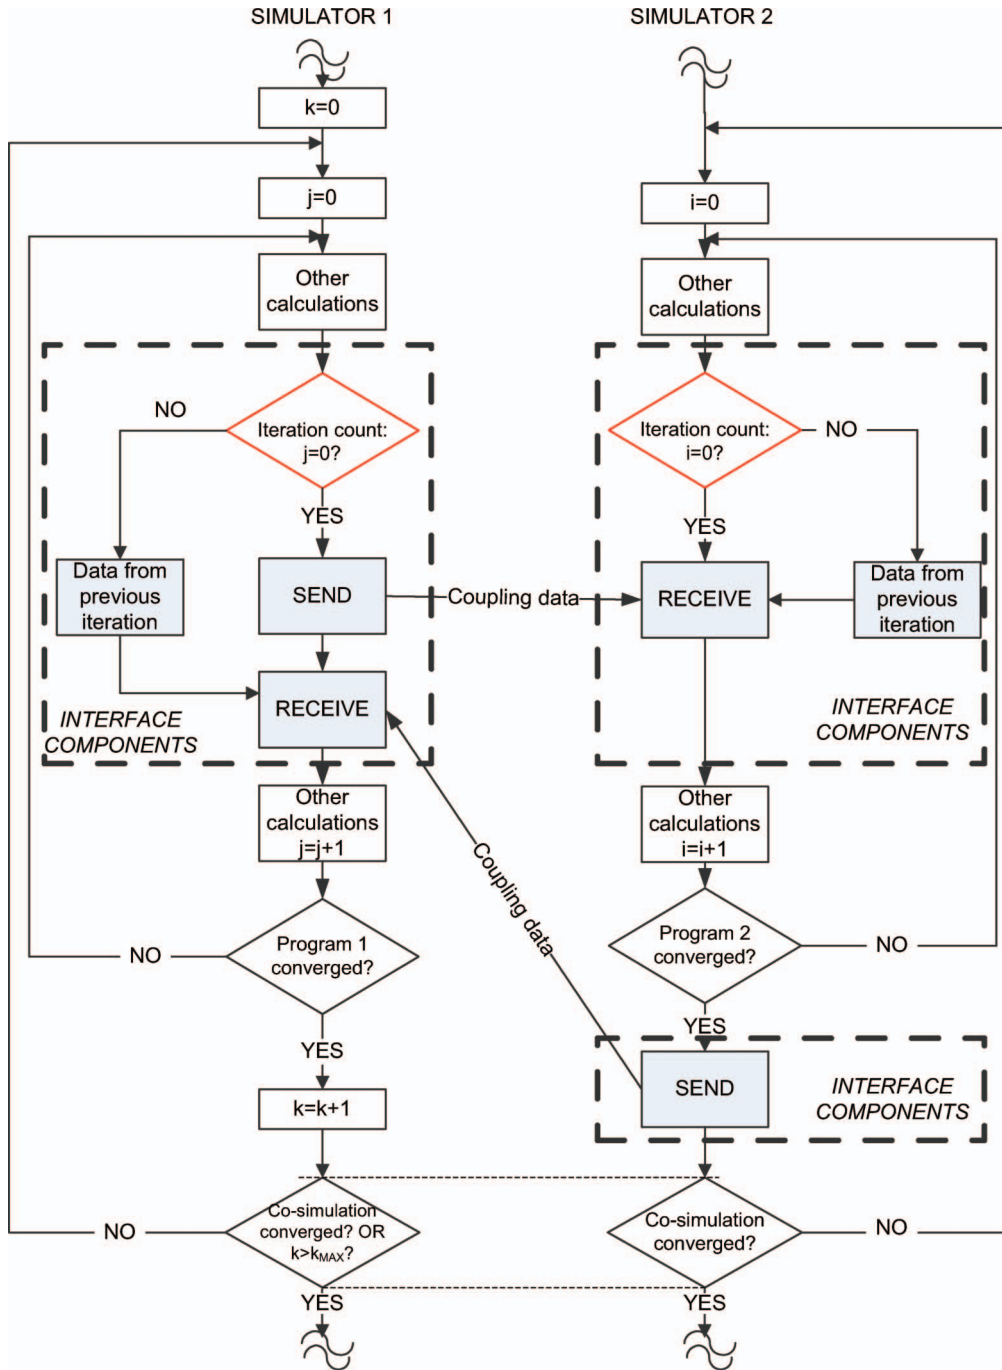 SIMULATOR 1
k=0
j=0
Other
calculations
Iteration count:
j=0?
NO
YES
Data from
previous
iteration
SEND
Coupling data
RECEIVE
INTERFACE
COMPONENTS
Other
calculations
j=j+1
Coupling data
Program 1
converged?
NO
YES
k=k+1
Co-simulation
converged? OR
k>kMAX?
NO
YES
SIMULATOR 2
i=0
Other
calculations
Iteration count:
i=0?
NO
YES
RECEIVE
Data from
previous
iteration
INTERFACE
COMPONENTS
Other
calculations
i=i+1
Program 2
converged?
NO
YES
SEND
INTERFACE
COMPONENTS
Co-simulation
converged?
NO
YES